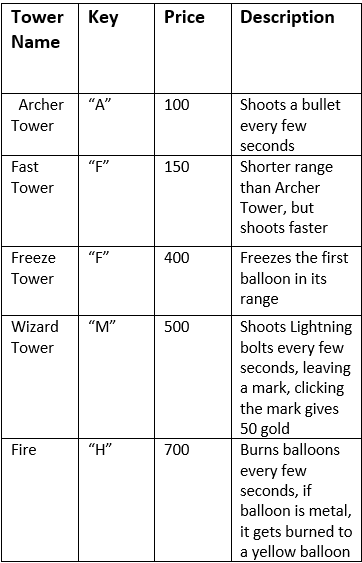 Tower Name Key Price Description
Archer Tower “A” 100 Shoots a bullet every few seconds
Fast Tower “F” 150 Shorter range than Archer Tower, but shoots faster
Freeze Tower “F” 400 Freezes the first balloon in its range
Wizard Tower “M” 500 Shoots Lightning bolts every few seconds, leaving a mark, clicking the mark gives 50 gold
Fire “H” 700 Burns balloons every few seconds, if balloon is metal, it gets burned to a yellow balloon